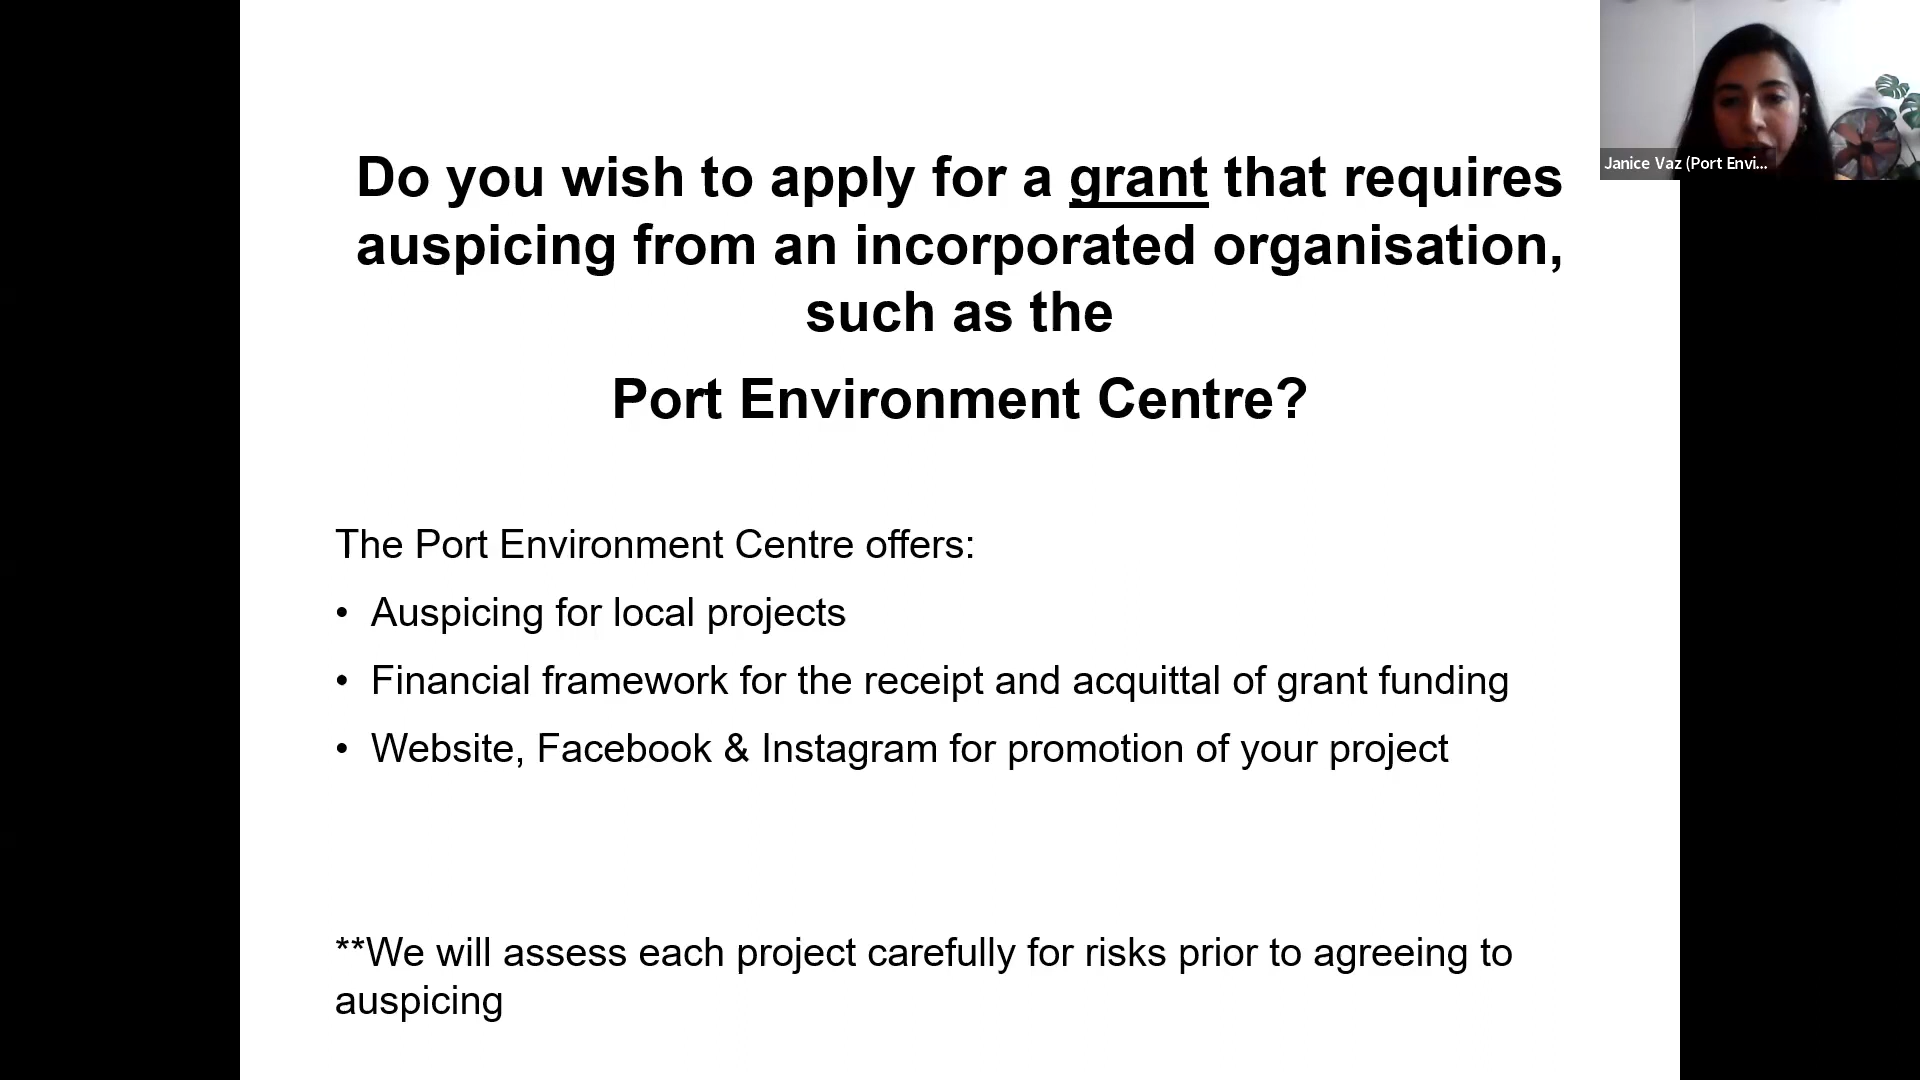 Do you wish to apply for a grant that requires
auspicing from an incorporated organisation,
such as the
Port Environment Centre?
Janice Vaz (Port Envi...
The Port Environment Centre offers:
• Auspicing for local projects
• Financial framework for the receipt and acquittal of grant funding
• Website, Facebook & Instagram for promotion of your project
**We will assess each project carefully for risks prior to agreeing to
auspicing